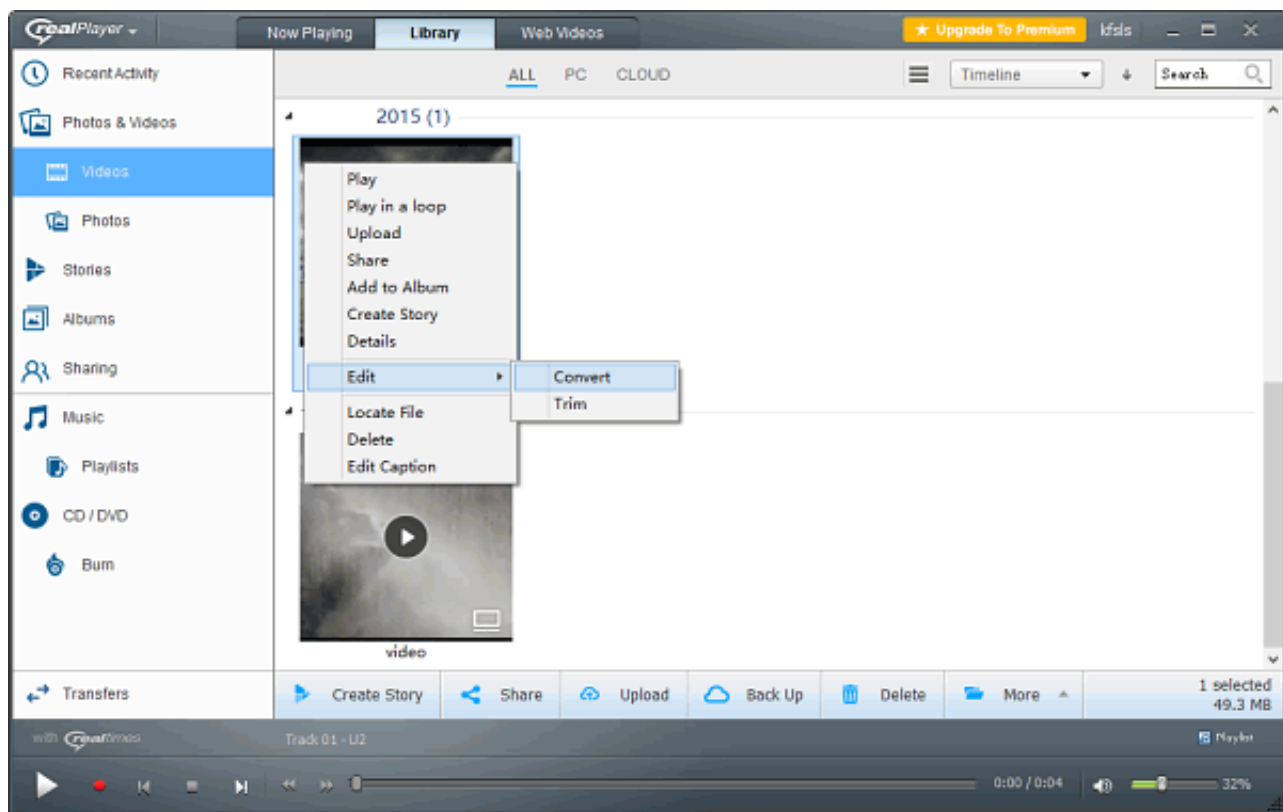 realPlayer
Now Playing
Library
Web Videos
Upgrade To Premium
kfsls
Recent Activity
Photos & Videos
Videos
Photos
Stories
Albums
Sharing
Music
Playlists
CD / DVD
Burn
Transfers
ALL
PC
CLOUD
Timeline
Search
2015 (1)
Play
Play in a loop
Upload
Share
Add to Album
Create Story
Details
Edit
Convert
Trim
Locate File
Delete
Edit Caption
video
Create Story
Share
Upload
Back Up
Delete
More
1 selected
49.3 MB
with realtimes
Track 01 - U2
Playlist
0:00 / 0:04
32%